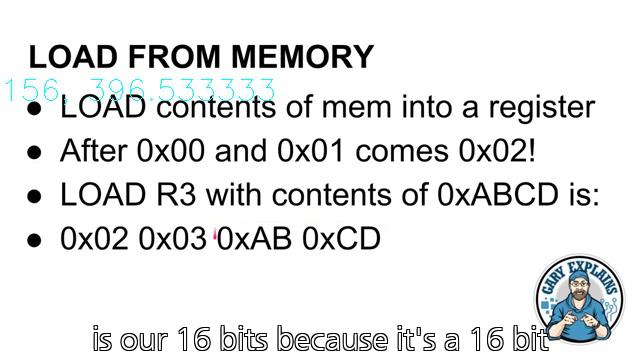 LOAD FROM MEMORY
156, 396.533333
● LOAD contents of mem into a register
● After 0x00 and 0x01 comes 0x02!
● LOAD R3 with contents of 0xABCD is:
● 0x02 0x03 0xAB 0xCD
GARY EXPLAINS
is our 16 bits because it's a 16 bit